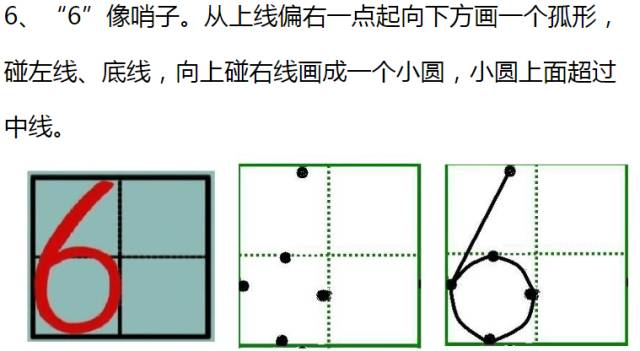 6、“6”像哨子。从上线偏右一点起向下方画一个孤形，
碰左线、底线，向上碰右线画成一个小圆，小圆上面超过
中线。
6
6